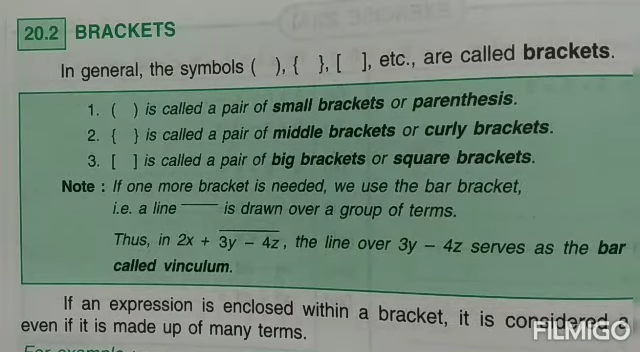 20.2 BRACKETS
In general, the symbols ( ), { }, [ ], etc., are called brackets.
1. ( ) is called a pair of small brackets or parenthesis.
2. { } is called a pair of middle brackets or curly brackets.
3. [ ] is called a pair of big brackets or square brackets.
Note : If one more bracket is needed, we use the bar bracket,
i.e. a line ‾‾‾ is drawn over a group of terms.
Thus, in 2x + 3y − 4z, the line over 3y − 4z serves as the bar
called vinculum.
If an expression is enclosed within a bracket, it is considered a
even if it is made up of many terms.
For example :
FILMiGO